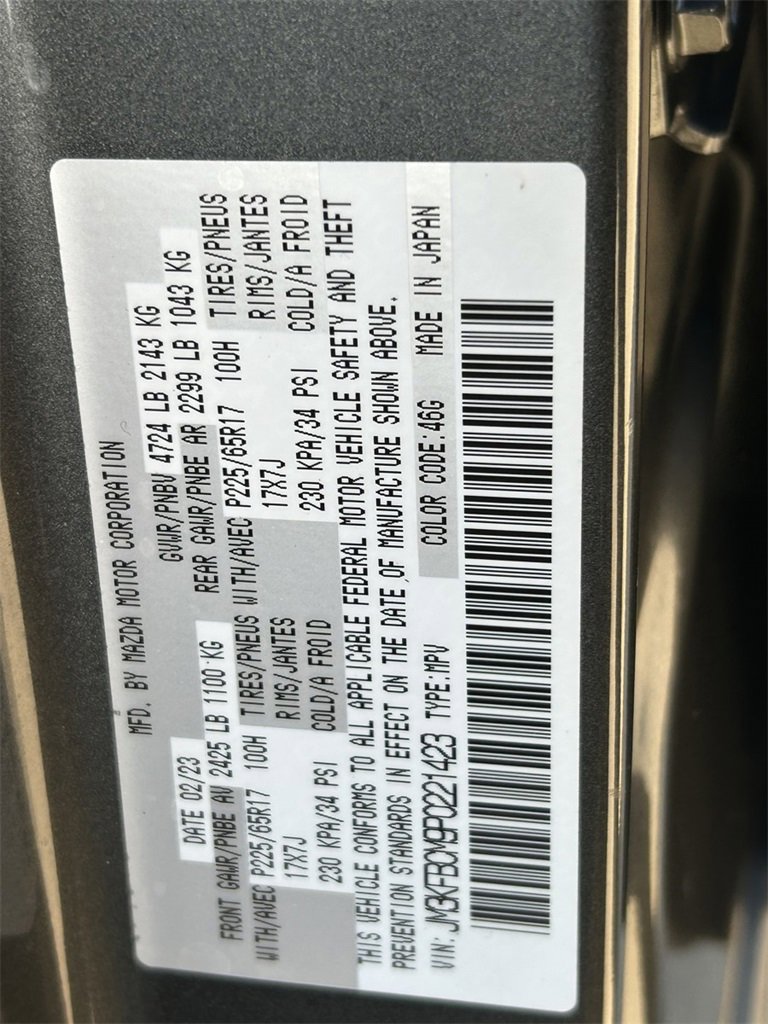 MFD. BY MAZDA MOTOR CORPORATION
DATE 02/23 GVWR/PNBV 4724 LB 2143 KG
FRONT GAWR/PNBE AV 2425 LB 1100 KG REAR GAWR/PNBE AR 2299 LB 1043 KG
WITH/AVEC P225/65R17 100H TIRES/PNEUS WITH/AVEC P225/65R17 100H TIRES/PNEUS
17X7J RIMS/JANTES 17X7J RIMS/JANTES
230 KPA/34 PSI COLD/A FROID 230 KPA/34 PSI COLD/A FROID
THIS VEHICLE CONFORMS TO ALL APPLICABLE FEDERAL MOTOR VEHICLE SAFETY AND THEFT
PREVENTION STANDARDS IN EFFECT ON THE DATE OF MANUFACTURE SHOWN ABOVE.
VIN: JM3KFBCM9P0221423 TYPE:MPV COLOR CODE:46G MADE IN JAPAN